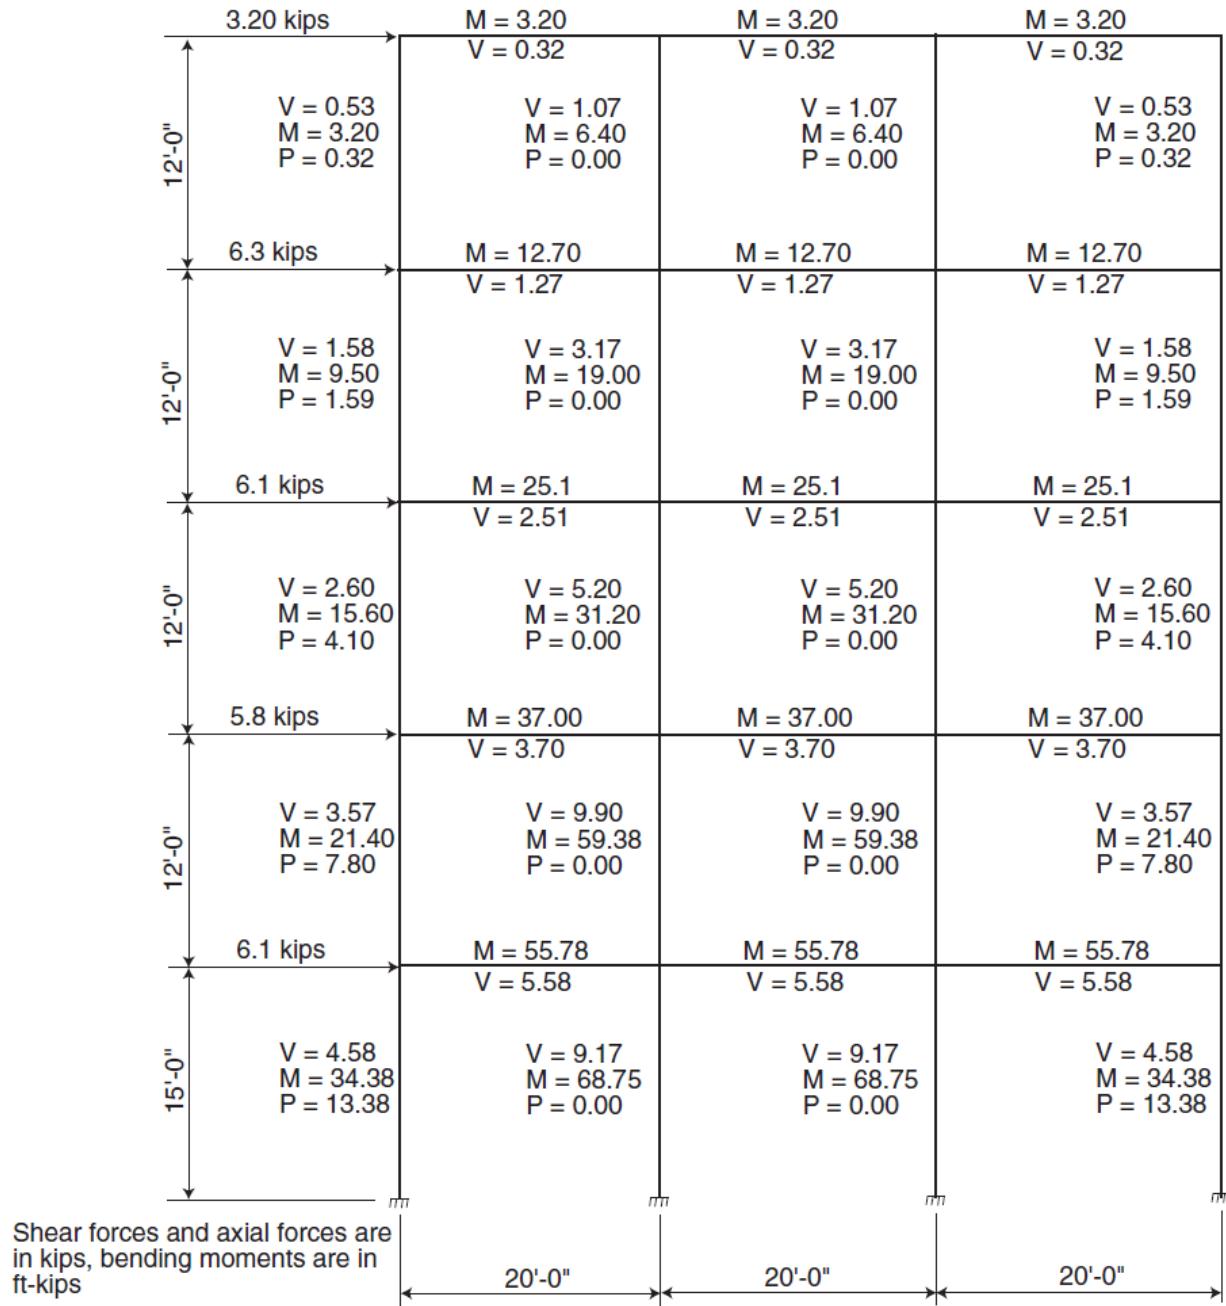 3.20 kips
M = 3.20
M = 3.20
M = 3.20
V = 0.32
V = 0.32
V = 0.32
12'-0"
V = 0.53
M = 3.20
P = 0.32
V = 1.07
M = 6.40
P = 0.00
V = 1.07
M = 6.40
P = 0.00
V = 0.53
M = 3.20
P = 0.32
6.3 kips
M = 12.70
M = 12.70
M = 12.70
V = 1.27
V = 1.27
V = 1.27
12'-0"
V = 1.58
M = 9.50
P = 1.59
V = 3.17
M = 19.00
P = 0.00
V = 3.17
M = 19.00
P = 0.00
V = 1.58
M = 9.50
P = 1.59
6.1 kips
M = 25.1
M = 25.1
M = 25.1
V = 2.51
V = 2.51
V = 2.51
12'-0"
V = 2.60
M = 15.60
P = 4.10
V = 5.20
M = 31.20
P = 0.00
V = 5.20
M = 31.20
P = 0.00
V = 2.60
M = 15.60
P = 4.10
5.8 kips
M = 37.00
M = 37.00
M = 37.00
V = 3.70
V = 3.70
V = 3.70
12'-0"
V = 3.57
M = 21.40
P = 7.80
V = 9.90
M = 59.38
P = 0.00
V = 9.90
M = 59.38
P = 0.00
V = 3.57
M = 21.40
P = 7.80
6.1 kips
M = 55.78
M = 55.78
M = 55.78
V = 5.58
V = 5.58
V = 5.58
15'-0"
V = 4.58
M = 34.38
P = 13.38
V = 9.17
M = 68.75
P = 0.00
V = 9.17
M = 68.75
P = 0.00
V = 4.58
M = 34.38
P = 13.38
Shear forces and axial forces are
in kips, bending moments are in
ft-kips
20'-0"
20'-0"
20'-0"